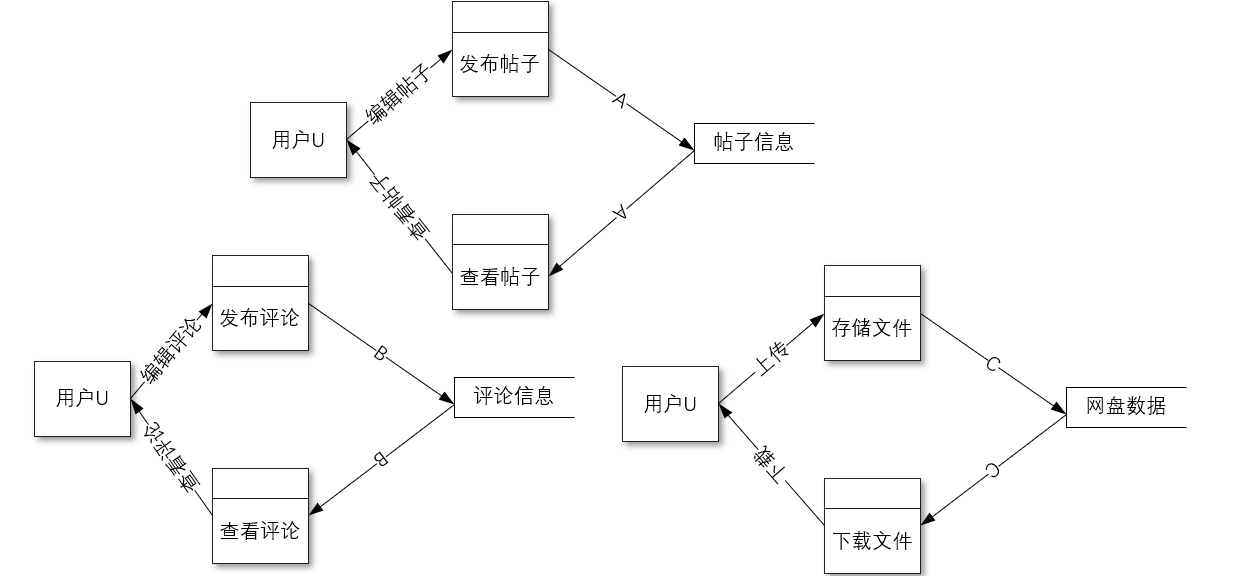 发布帖子
编辑帖子
用户U
A
帖子信息
查看帖子
A
查看帖子
发布评论
编辑评论
用户U
B
评论信息
查看评论
B
查看评论
存储文件
上传
用户U
C
网盘数据
下载
C
下载文件